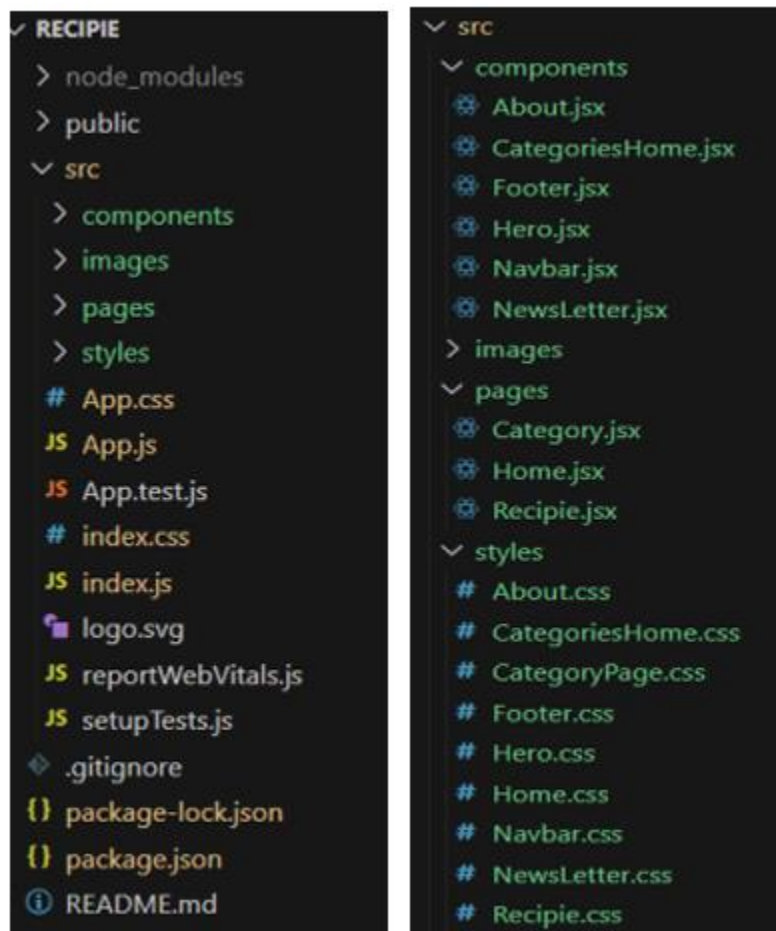 RECIPIE
node_modules
public
src
components
images
pages
styles
# App.css
JS App.js
JS App.test.js
# index.css
JS index.js
logo.svg
JS reportWebVitals.js
JS setupTests.js
.gitignore
{} package-lock.json
{} package.json
README.md
src
components
About.jsx
CategoriesHome.jsx
Footer.jsx
Hero.jsx
Navbar.jsx
NewsLetter.jsx
images
pages
Category.jsx
Home.jsx
Recipie.jsx
styles
# About.css
# CategoriesHome.css
# CategoryPage.css
# Footer.css
# Hero.css
# Home.css
# Navbar.css
# NewsLetter.css
# Recipie.css